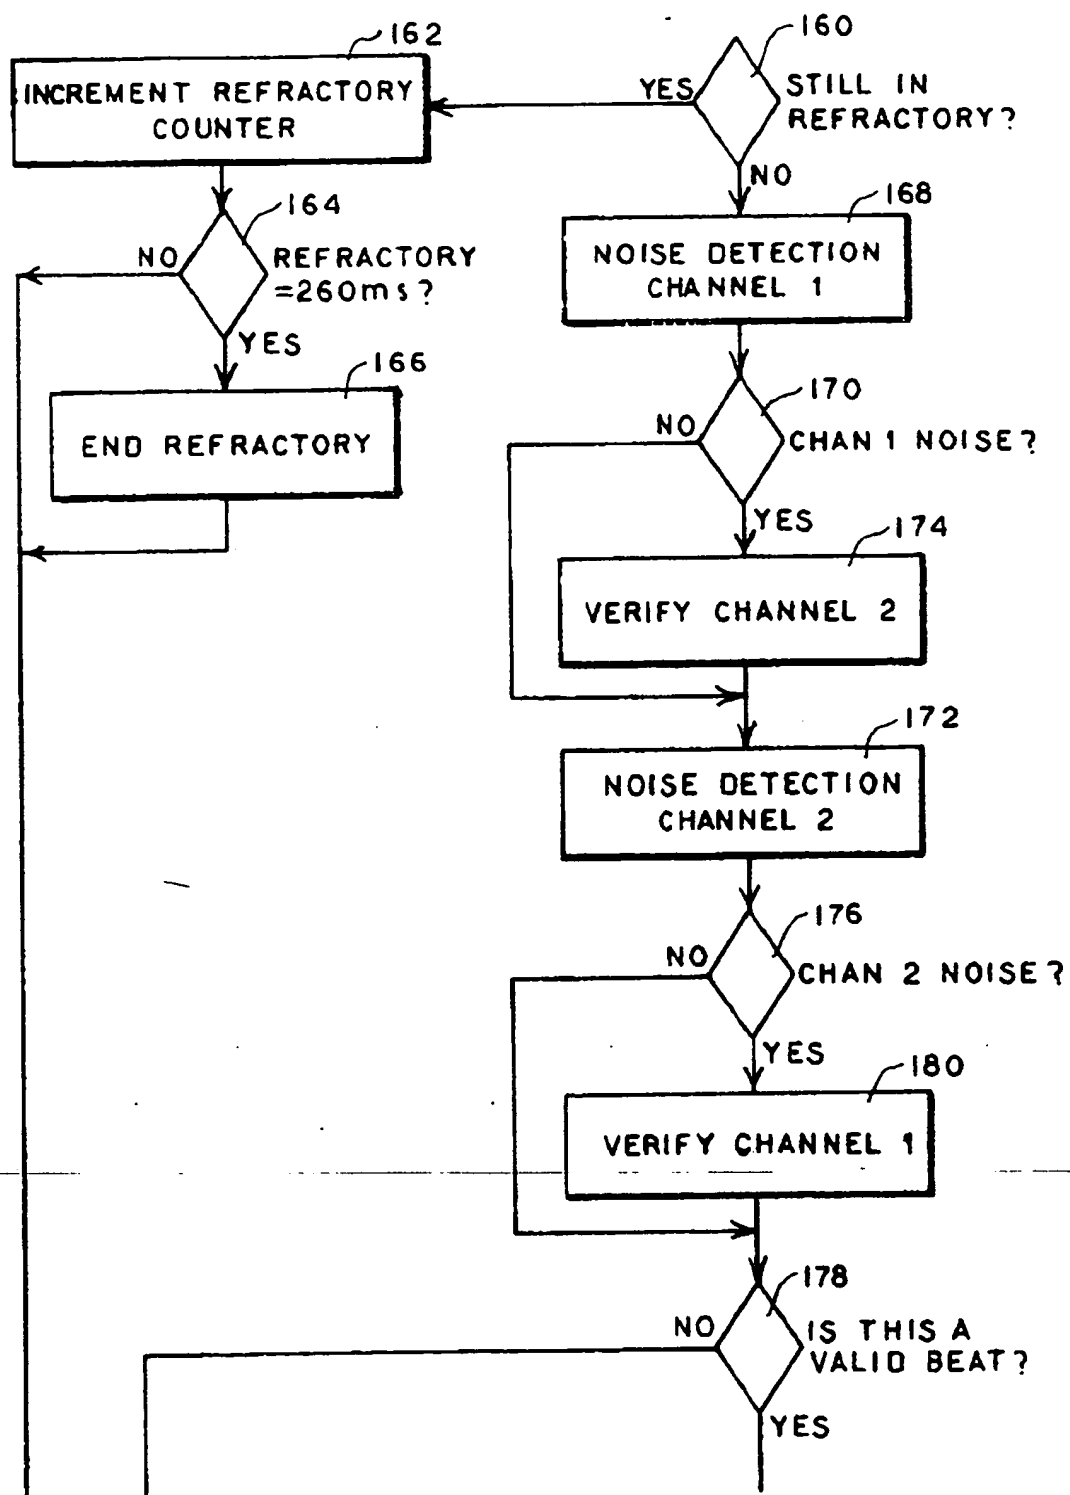 162
INCREMENT REFRACTORY
COUNTER
160
YES
STILL IN
REFRACTORY?
NO
164
NO
REFRACTORY
=260ms?
YES
166
END REFRACTORY
168
NOISE DETECTION
CHANNEL 1
170
NO
CHAN 1 NOISE?
YES
174
VERIFY CHANNEL 2
172
NOISE DETECTION
CHANNEL 2
176
NO
CHAN 2 NOISE?
YES
180
VERIFY CHANNEL 1
178
NO
IS THIS A
VALID BEAT?
YES